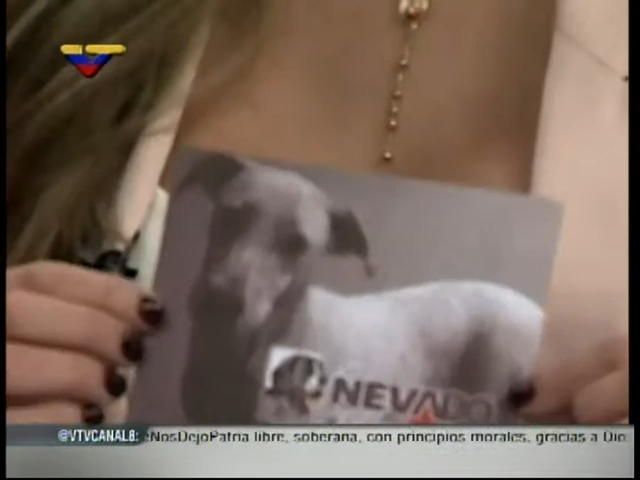 NEVADO
@VTVCANAL8: eNosDejoPatria libre, soberana, con principios morales, gracias a Dio